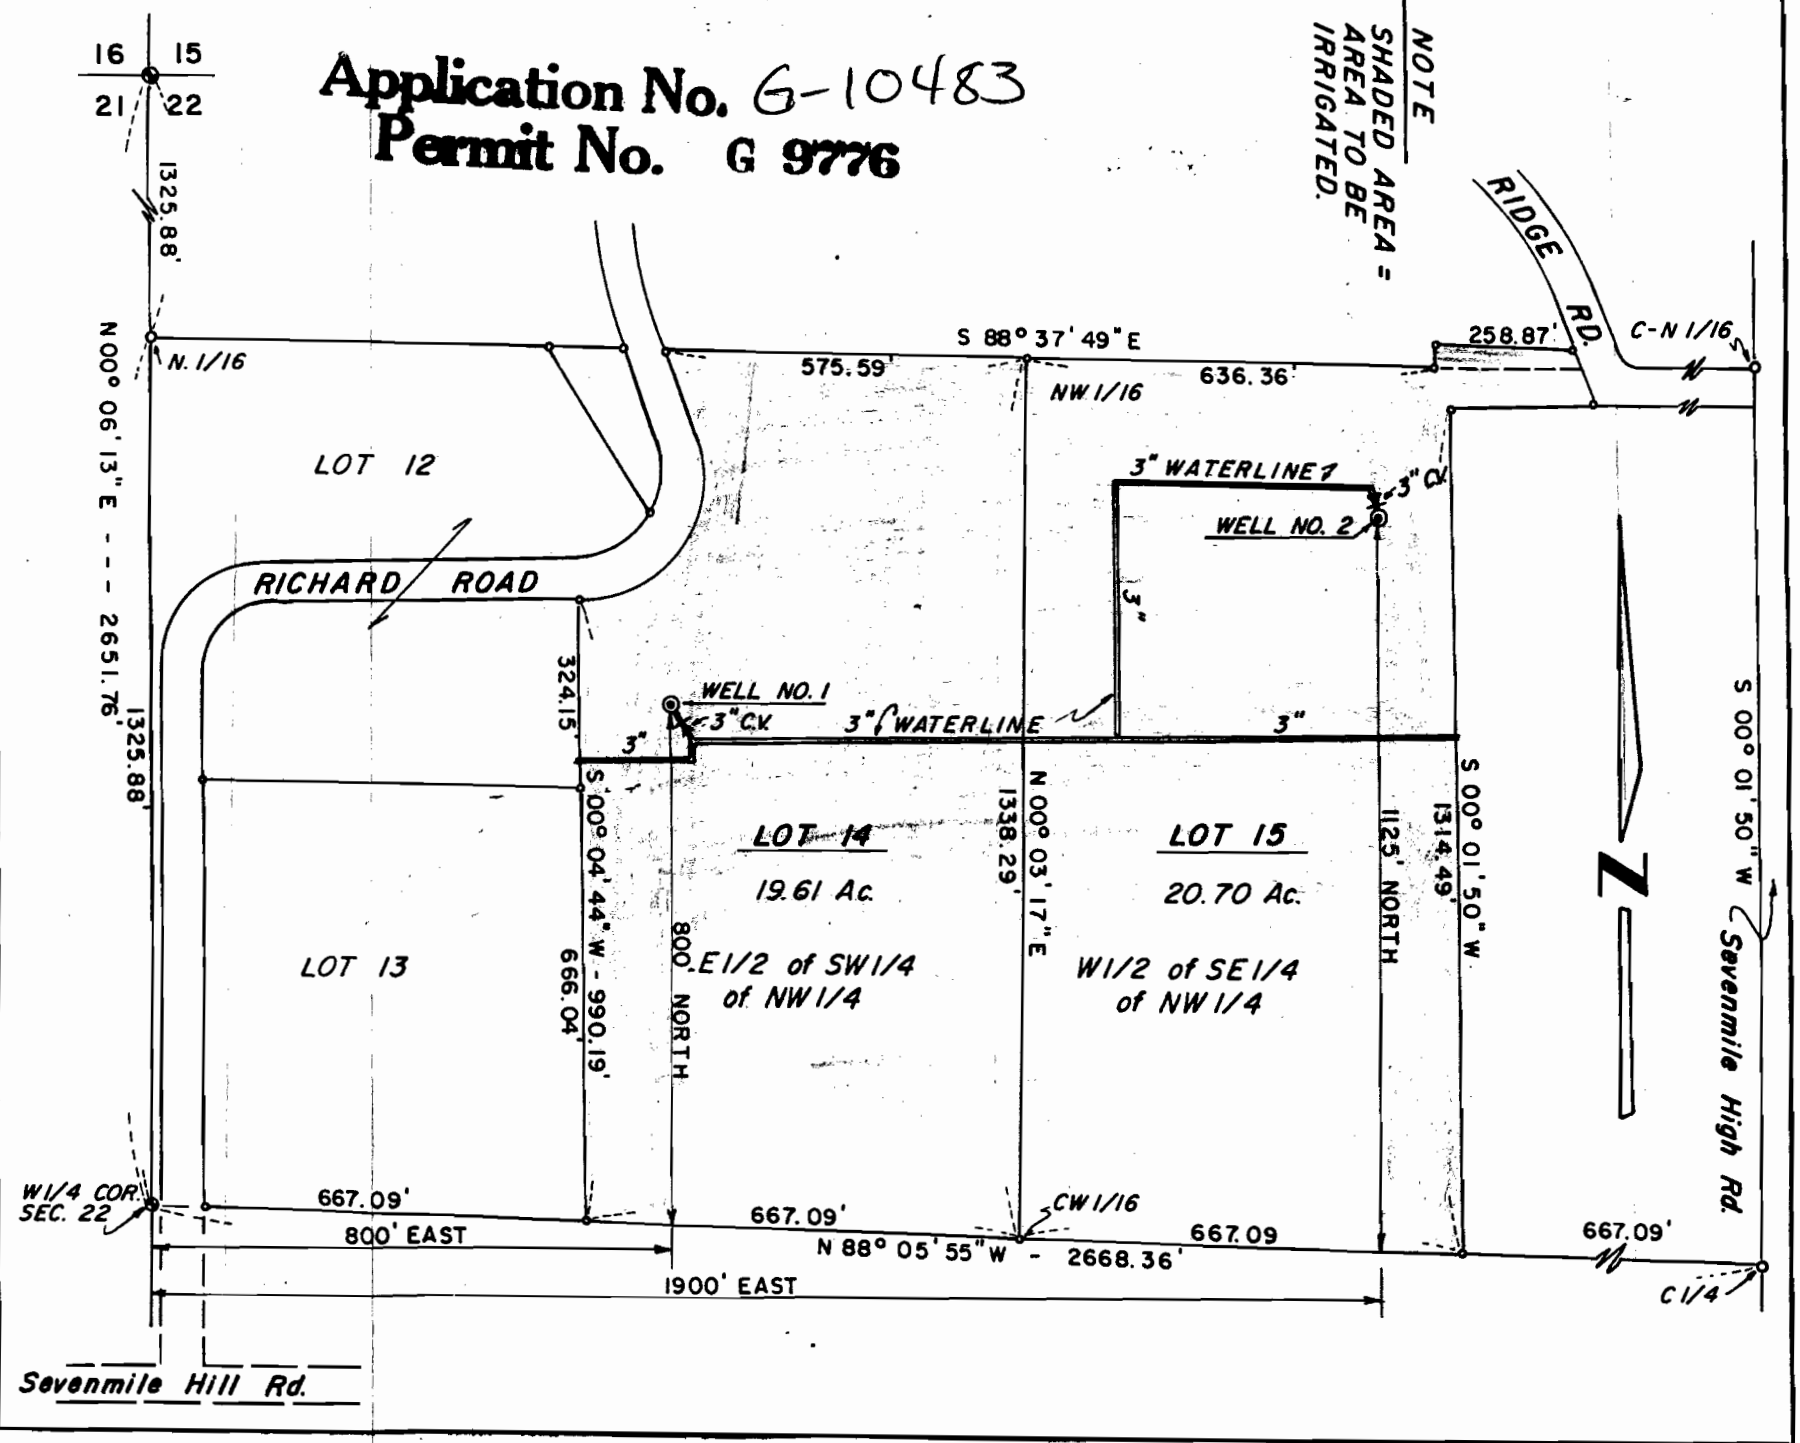 16 15
21 22
Application No. G-10483
Permit No. G 9776
NOTE
SHADED AREA =
AREA TO BE
IRRIGATED.
1325.88'
RIDGE RD.
N 00° 06' 13" E - - - 2651.76'
N. 1/16
S 88° 37' 49" E
575.59'
NW 1/16
636.36'
258.87'
C-N 1/16
LOT 12
3" WATERLINE
3" C.V.
WELL NO. 2
3"
RICHARD ROAD
324.15'
WELL NO. 1
3" C.V.
3" WATERLINE
3"
3"
1325.88'
S 00° 04' 44" W - 990.19'
666.04'
800' NORTH
LOT 14
19.61 Ac.
E1/2 of SW1/4
of NW1/4
N 00° 03' 17" E
1338.29'
LOT 15
20.70 Ac.
W1/2 of SE1/4
of NW1/4
1125' NORTH
1314.49'
S 00° 01' 50" W
N
S 00° 01' 50" W
Sevenmile High Rd.
LOT 13
W1/4 COR.
SEC. 22
667.09'
667.09'
CW 1/16
667.09
667.09'
800' EAST
N 88° 05' 55" W - 2668.36'
1900' EAST
C 1/4
Sevenmile Hill Rd.